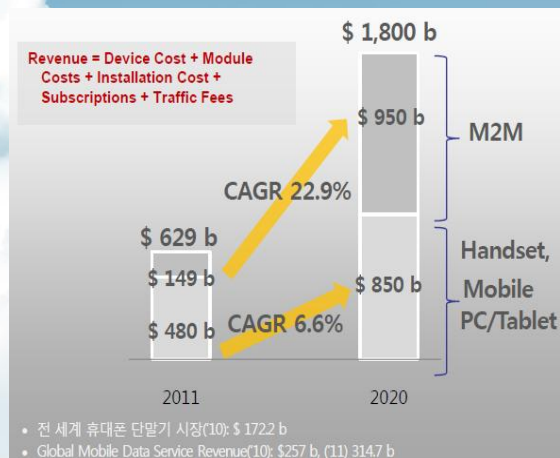 $ 1,800 b
Revenue = Device Cost + Module
Costs + Installation Cost +
Subscriptions + Traffic Fees
$ 950 b
M2M
CAGR 22.9%
$ 629 b
$ 149 b
Handset,
Mobile
PC/Tablet
$ 850 b
$ 480 b
CAGR 6.6%
2011
2020
• 전 세계 휴대폰 단말기 시장('10): $ 172.2 b
• Global Mobile Data Service Revenue('10): $257 b, ('11) 314.7 b